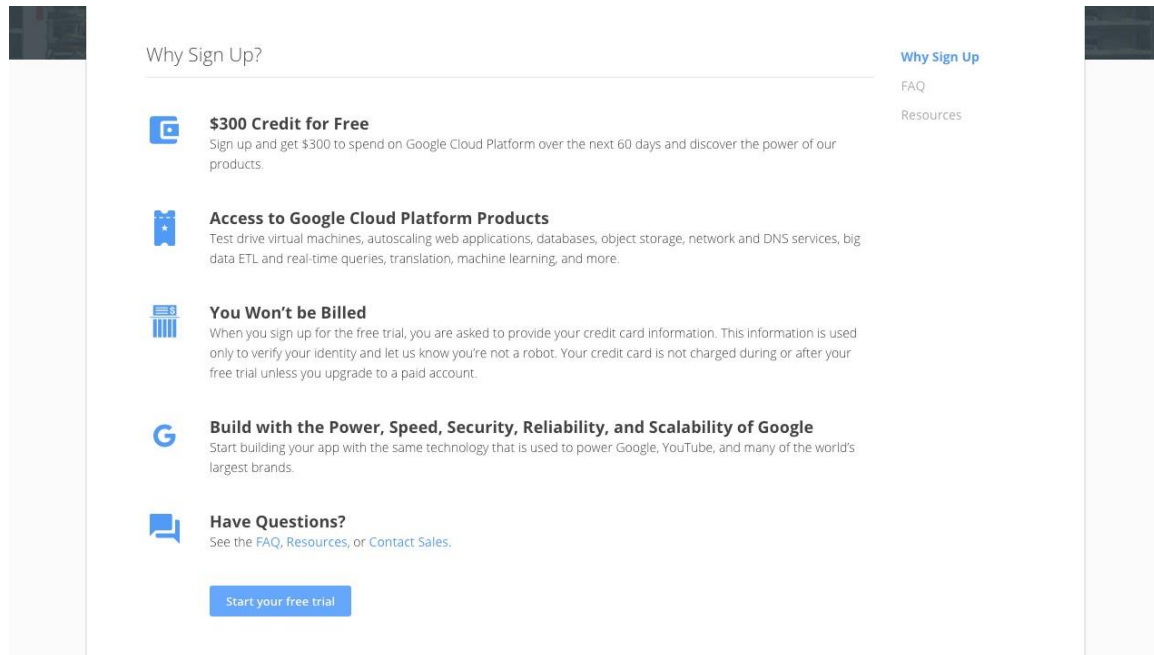 Why Sign Up?
Why Sign Up
FAQ
Resources
$300 Credit for Free
Sign up and get $300 to spend on Google Cloud Platform over the next 60 days and discover the power of our
products.
Access to Google Cloud Platform Products
Test drive virtual machines, autoscaling web applications, databases, object storage, network and DNS services, big
data ETL and real-time queries, translation, machine learning, and more.
You Won’t be Billed
When you sign up for the free trial, you are asked to provide your credit card information. This information is used
only to verify your identity and let us know you’re not a robot. Your credit card is not charged during or after your
free trial unless you upgrade to a paid account.
Build with the Power, Speed, Security, Reliability, and Scalability of Google
Start building your app with the same technology that is used to power Google, YouTube, and many of the world’s
largest brands.
Have Questions?
See the FAQ, Resources, or Contact Sales.
Start your free trial